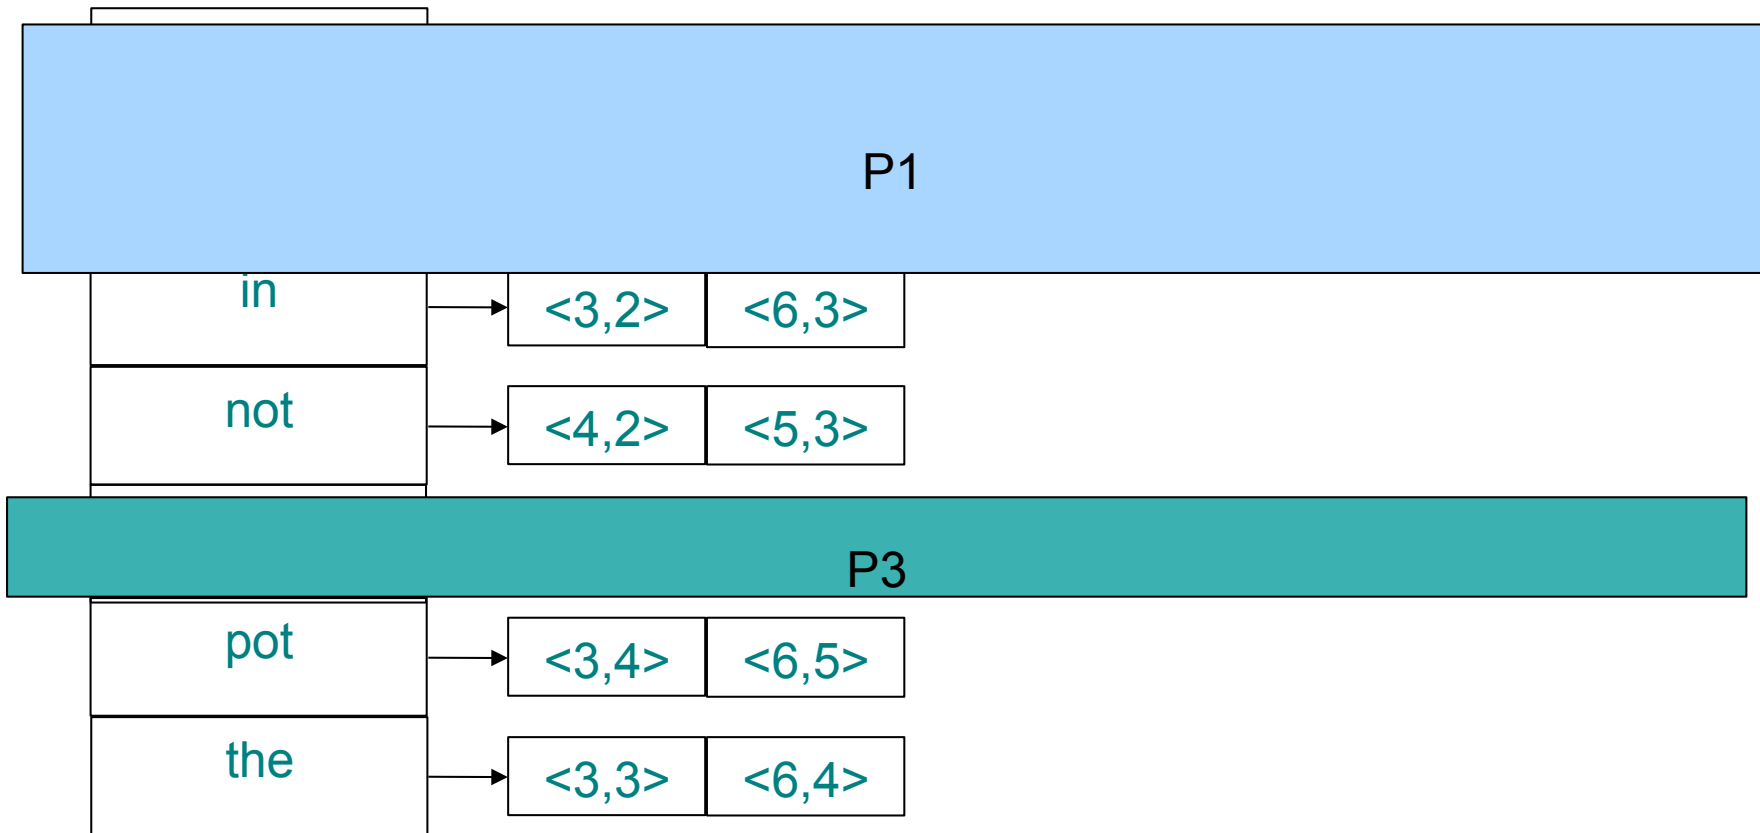 P1
in <3,2> <6,3>
not <4,2> <5,3>
P3
pot <3,4> <6,5>
the <3,3> <6,4>